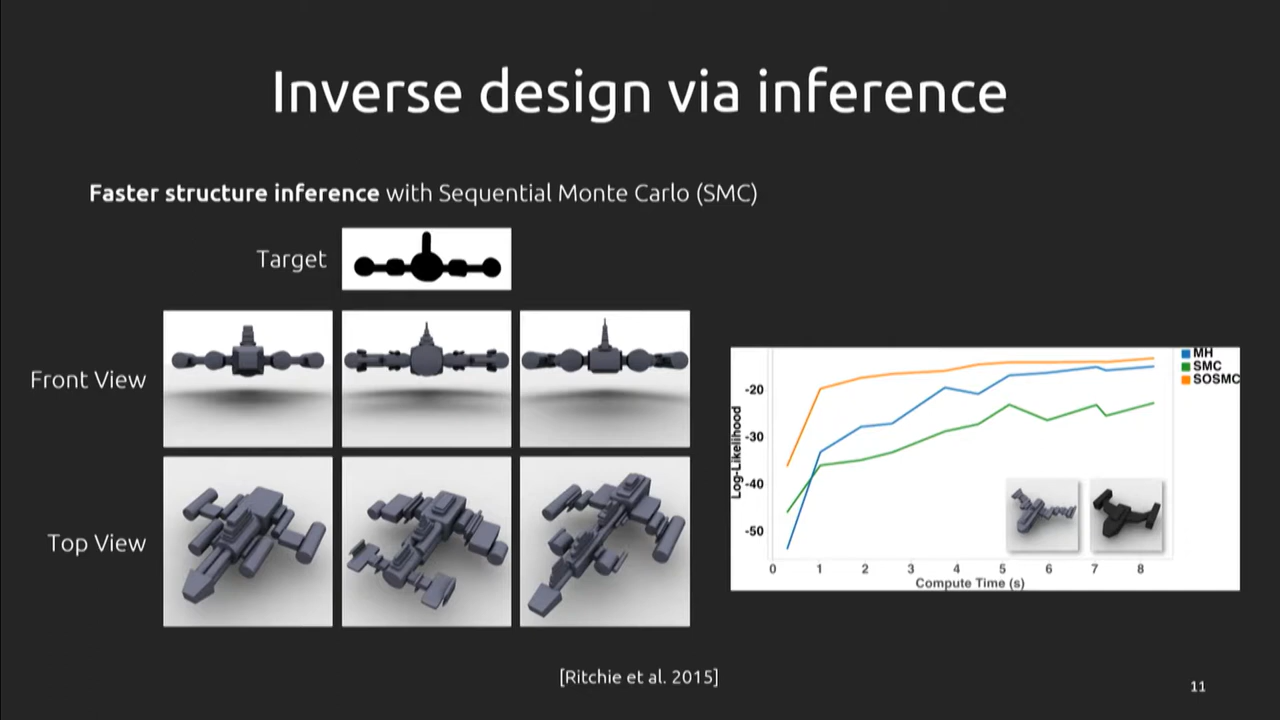 Inverse design via inference
Faster structure inference with Sequential Monte Carlo (SMC)
Target
Front View
Top View
MH
SMC
SOSMC
Log-Likelihood
-20
-30
-40
-50
0 1 2 3 4 5 6 7 8
Compute Time (s)
[Ritchie et al. 2015]
11